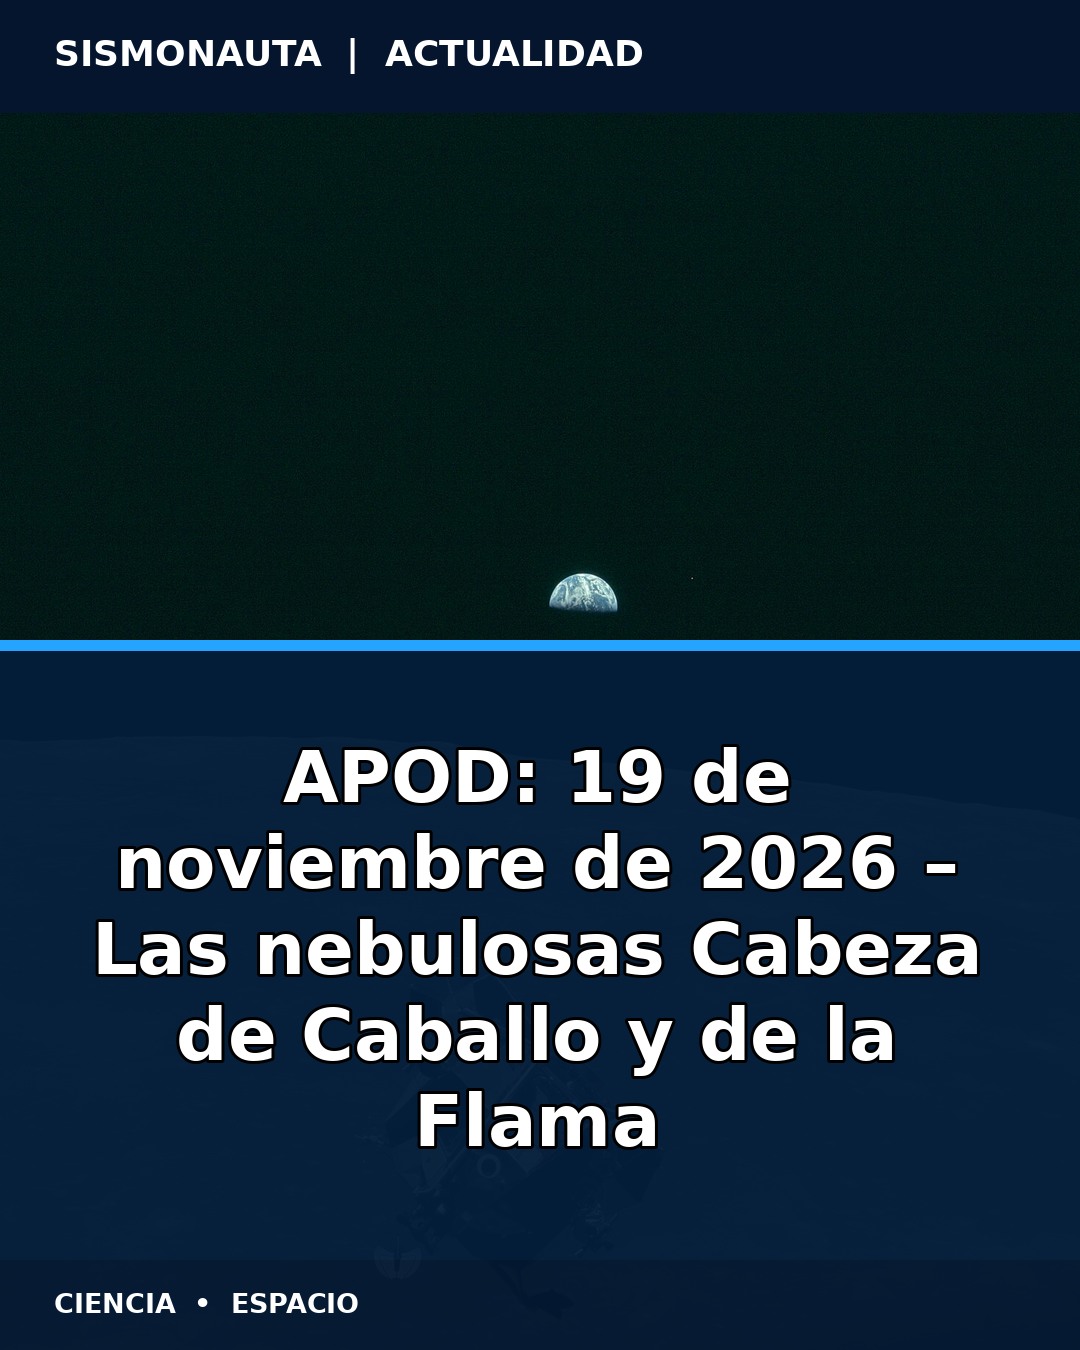 SISMONAUTA | ACTUALIDAD
APOD: 19 de
noviembre de 2026 –
Las nebulosas Cabeza
de Caballo y de la
Flama
CIENCIA • ESPACIO